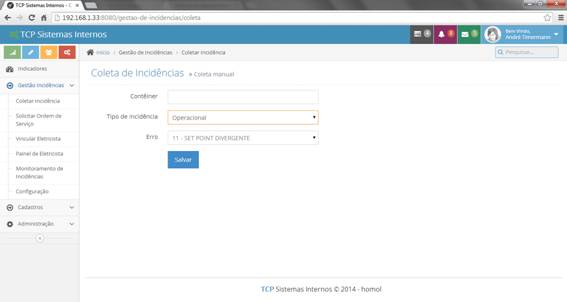 TCP Sistemas Internos - C
192.168.1.33:8080/gestao-de-incidencias/coleta
TCP Sistemas Internos
Bem Vindo,
André Timermann
Início > Gestão de Incidências > Coletar Incidência
Pesquisar...
Indicadores
Gestão Incidências
Coletar Incidência
Solicitar Ordem de
Serviço
Vincular Eletricista
Painel de Eletricista
Monitoramento de
Incidências
Configuração
Cadastros
Administração
Coleta de Incidências » Coleta manual
Contêiner
Tipo de Incidência
Operacional
Erro
11 - SET POINT DIVERGENTE
Salvar
TCP Sistemas Internos © 2014 - homol